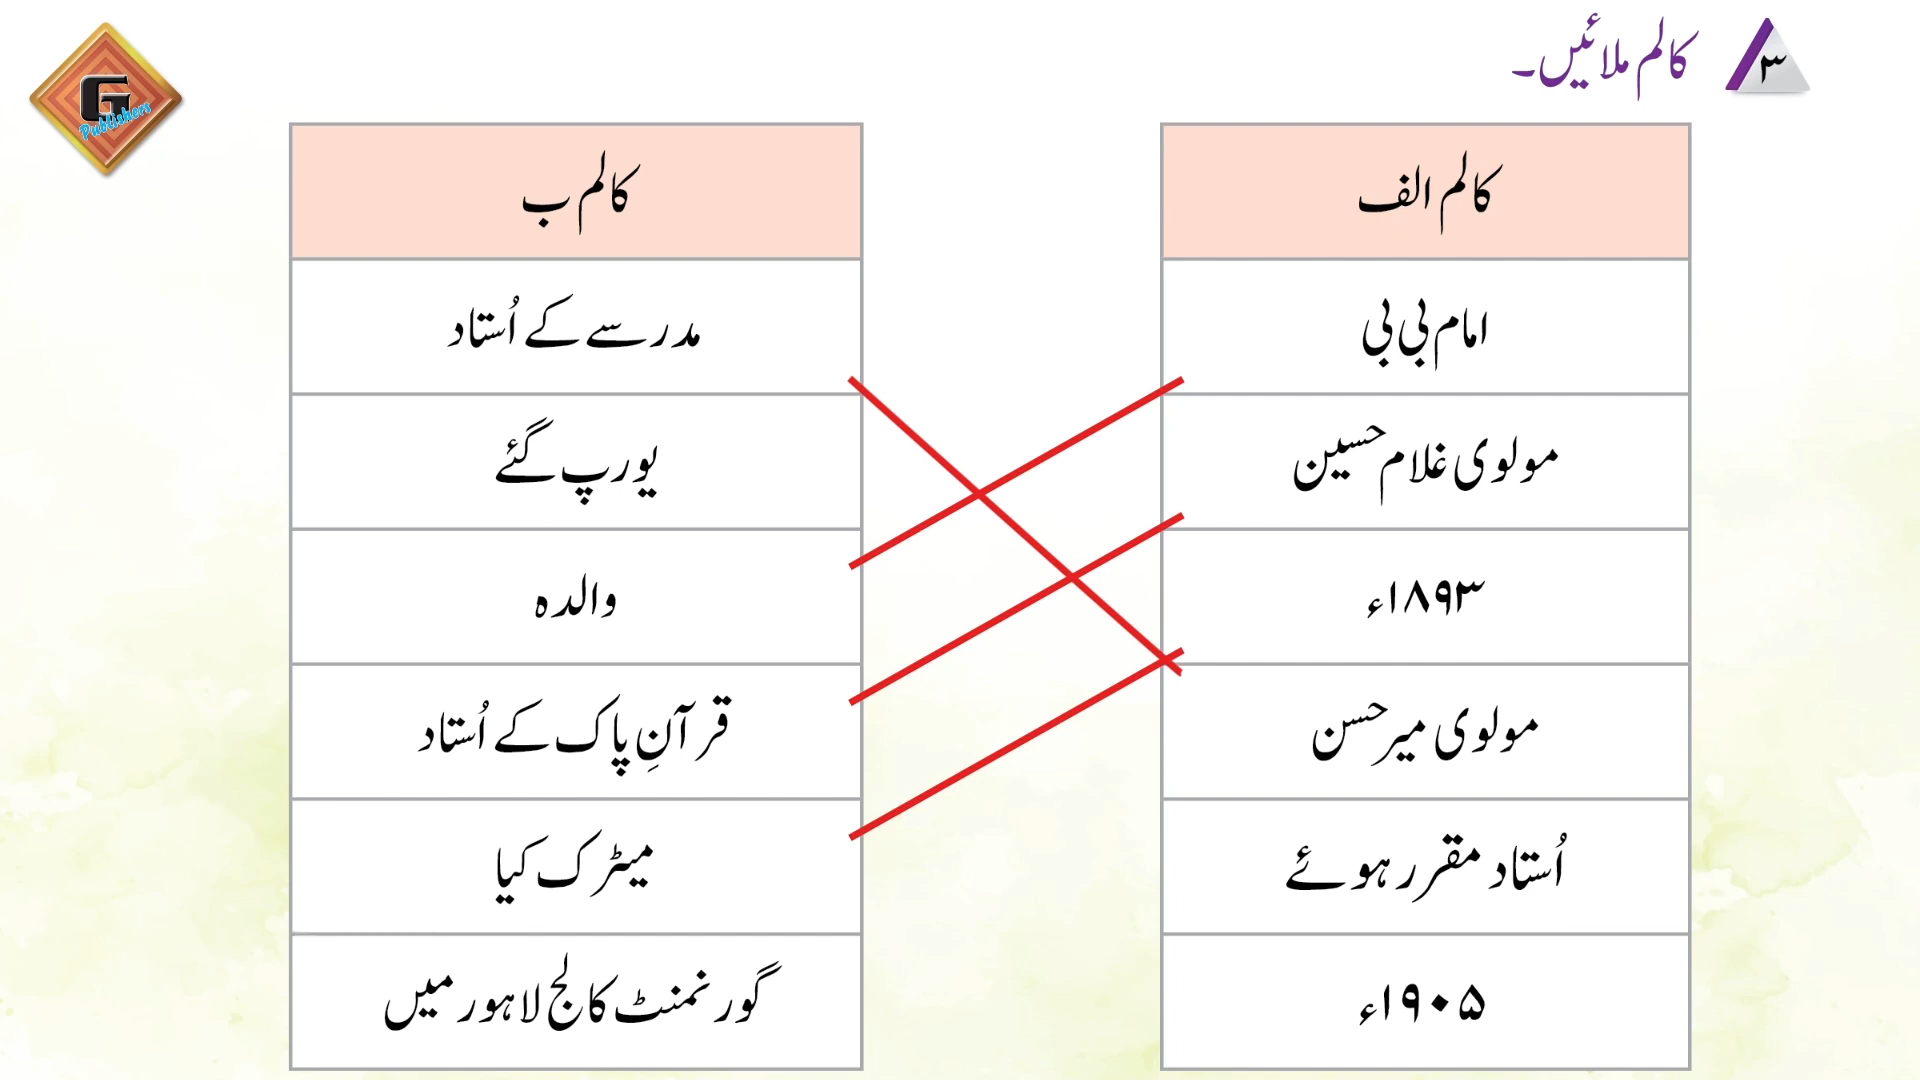 ۳ کالم ملائیں۔
G
Publishers
کالم الف
کالم ب
امام بی بی
مدرسے کے اُستاد
مولوی غلام حسین
یورپ گئے
۱۸۹۳ء
والدہ
مولوی میر حسن
قرآنِ پاک کے اُستاد
اُستاد مقرر ہوئے
میٹرک کیا
۱۹۰۵ء
گورنمنٹ کالج لاہور میں